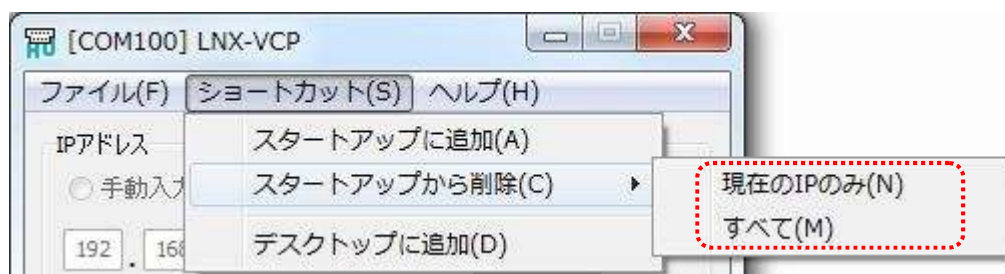 [COM100] LNX-VCP
ファイル(F) ショートカット(S) ヘルプ(H)
IPアドレス
スタートアップに追加(A)
手動入力
スタートアップから削除(C)
現在のIPのみ(N)
すべて(M)
192 . 168
デスクトップに追加(D)